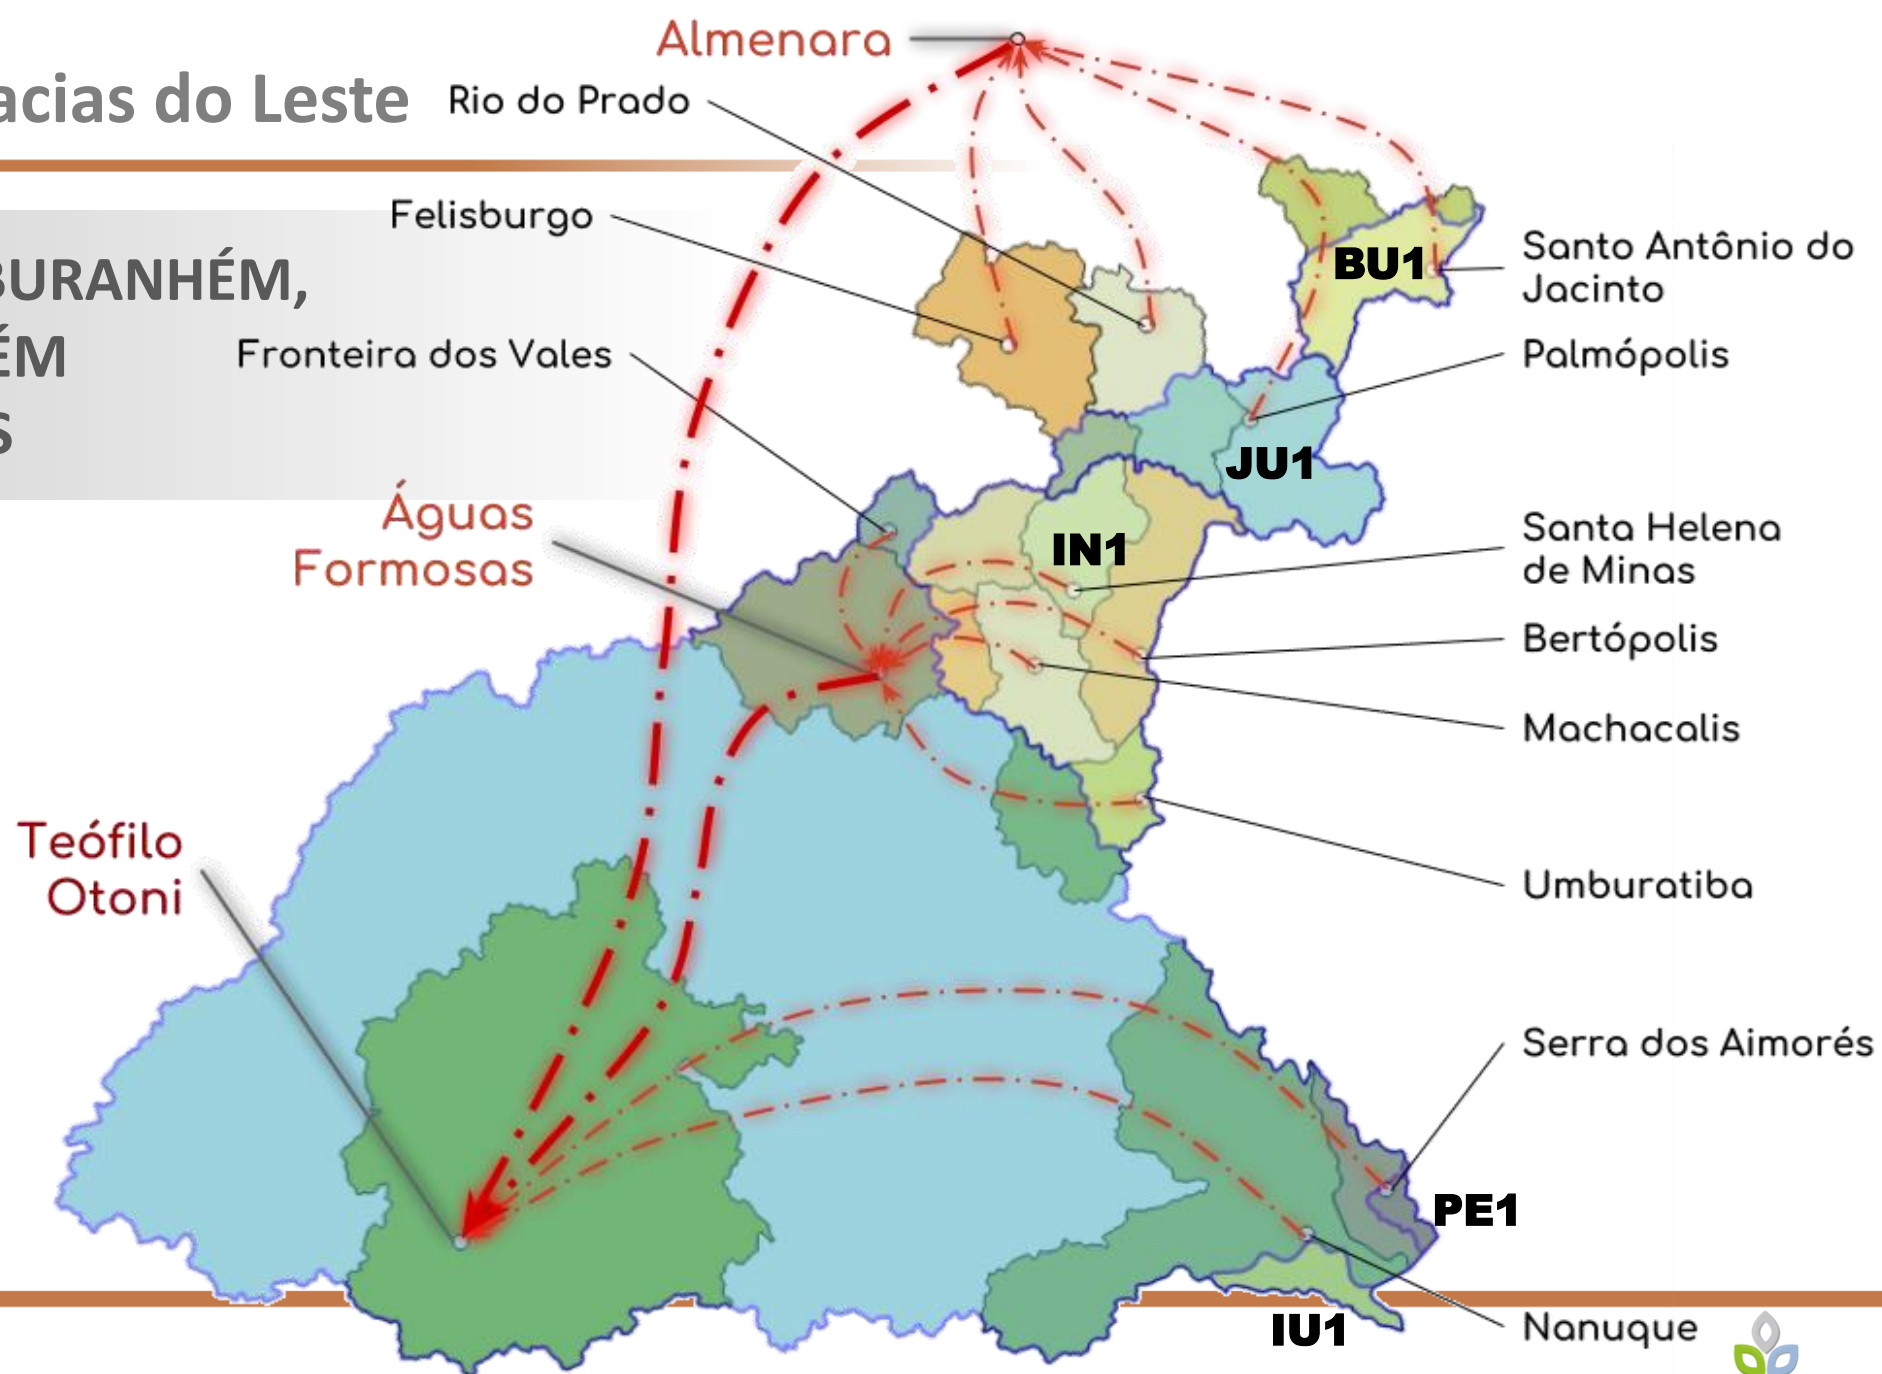 Almenara
acias do Leste
Rio do Prado
Felisburgo
BURANHÉM,
ÉM
S
Fronteira dos Vales
BU1
Santo Antônio do
Jacinto
Palmópolis
JU1
Águas
Formosas
IN1
Santa Helena
de Minas
Bertópolis
Machacalis
Teófilo
Otoni
Umburatiba
Serra dos Aimorés
PE1
IU1
Nanuque